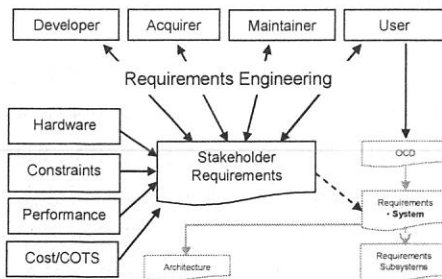 Developer
Acquirer
Maintainer
User
Requirements Engineering
Hardware
Constraints
Performance
Cost/COTS
Stakeholder
Requirements
OCD
Requirements
- System
Architecture
Requirements
Subsystems